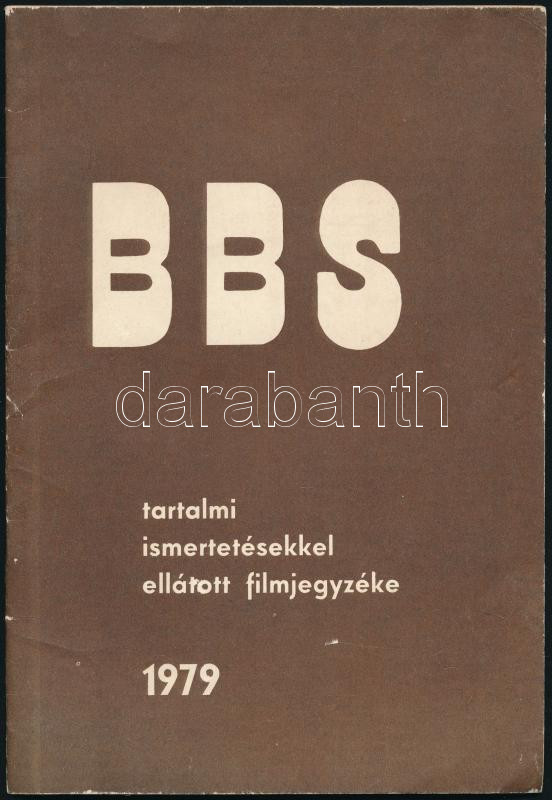 BBS
darabanth
tartalmi
ismertetésekkel
ellátott filmjegyzéke
1979